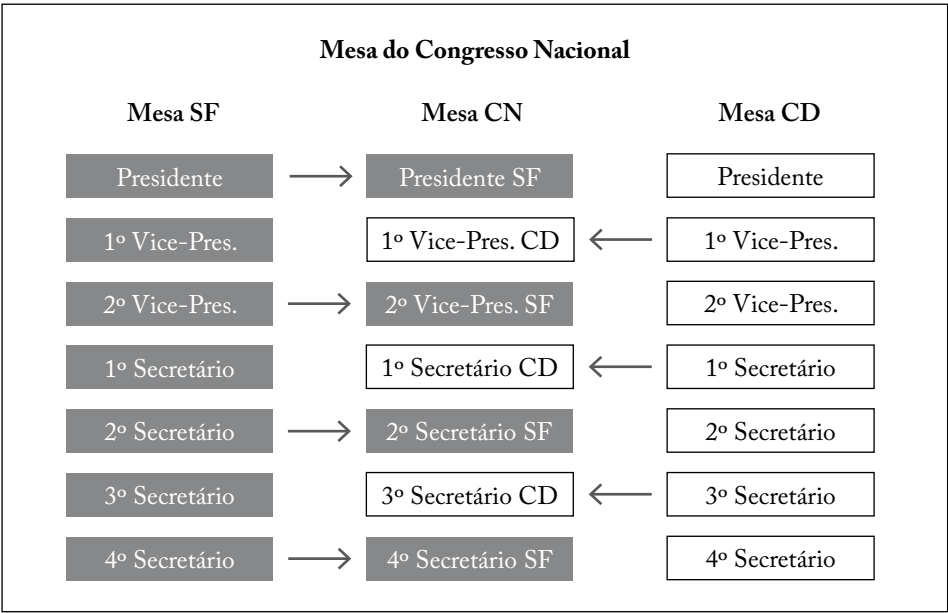 Mesa do Congresso Nacional
Mesa SF Mesa CN Mesa CD
Presidente Presidente SF Presidente
1º Vice-Pres. 1º Vice-Pres. CD 1º Vice-Pres.
2º Vice-Pres. 2º Vice-Pres. SF 2º Vice-Pres.
1º Secretário 1º Secretário CD 1º Secretário
2º Secretário 2º Secretário SF 2º Secretário
3º Secretário 3º Secretário CD 3º Secretário
4º Secretário 4º Secretário SF 4º Secretário